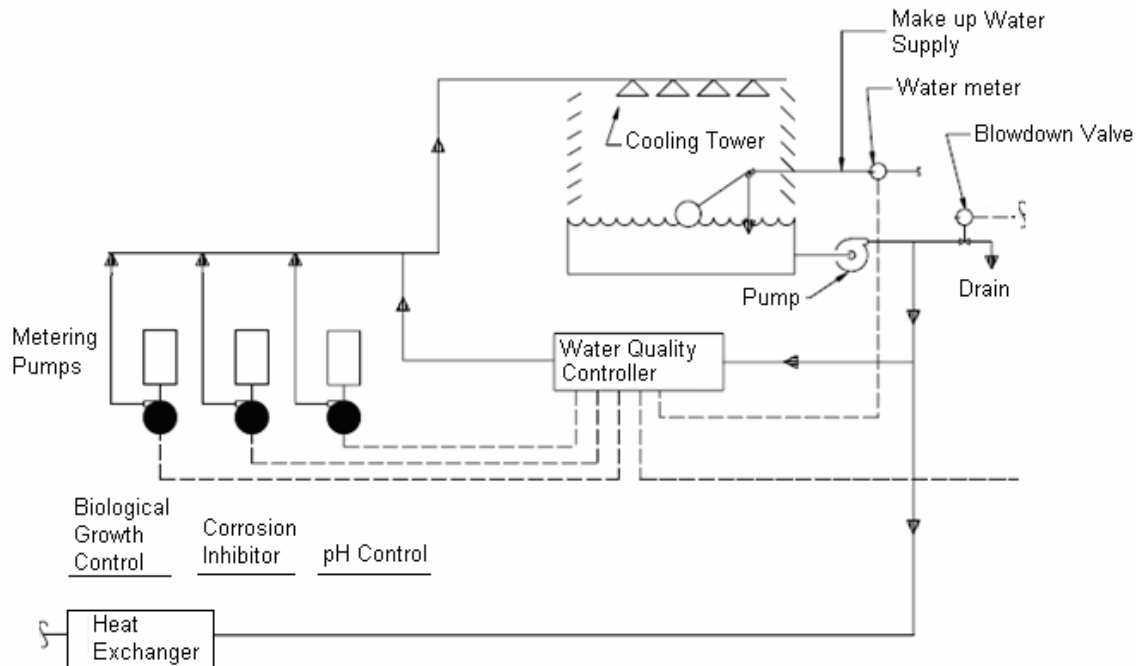 Make up Water
Supply
Water meter
Blowdown Valve
Cooling Tower
Pump
Drain
Metering
Pumps
Water Quality
Controller
Biological
Growth
Control
Corrosion
Inhibitor
pH Control
Heat
Exchanger